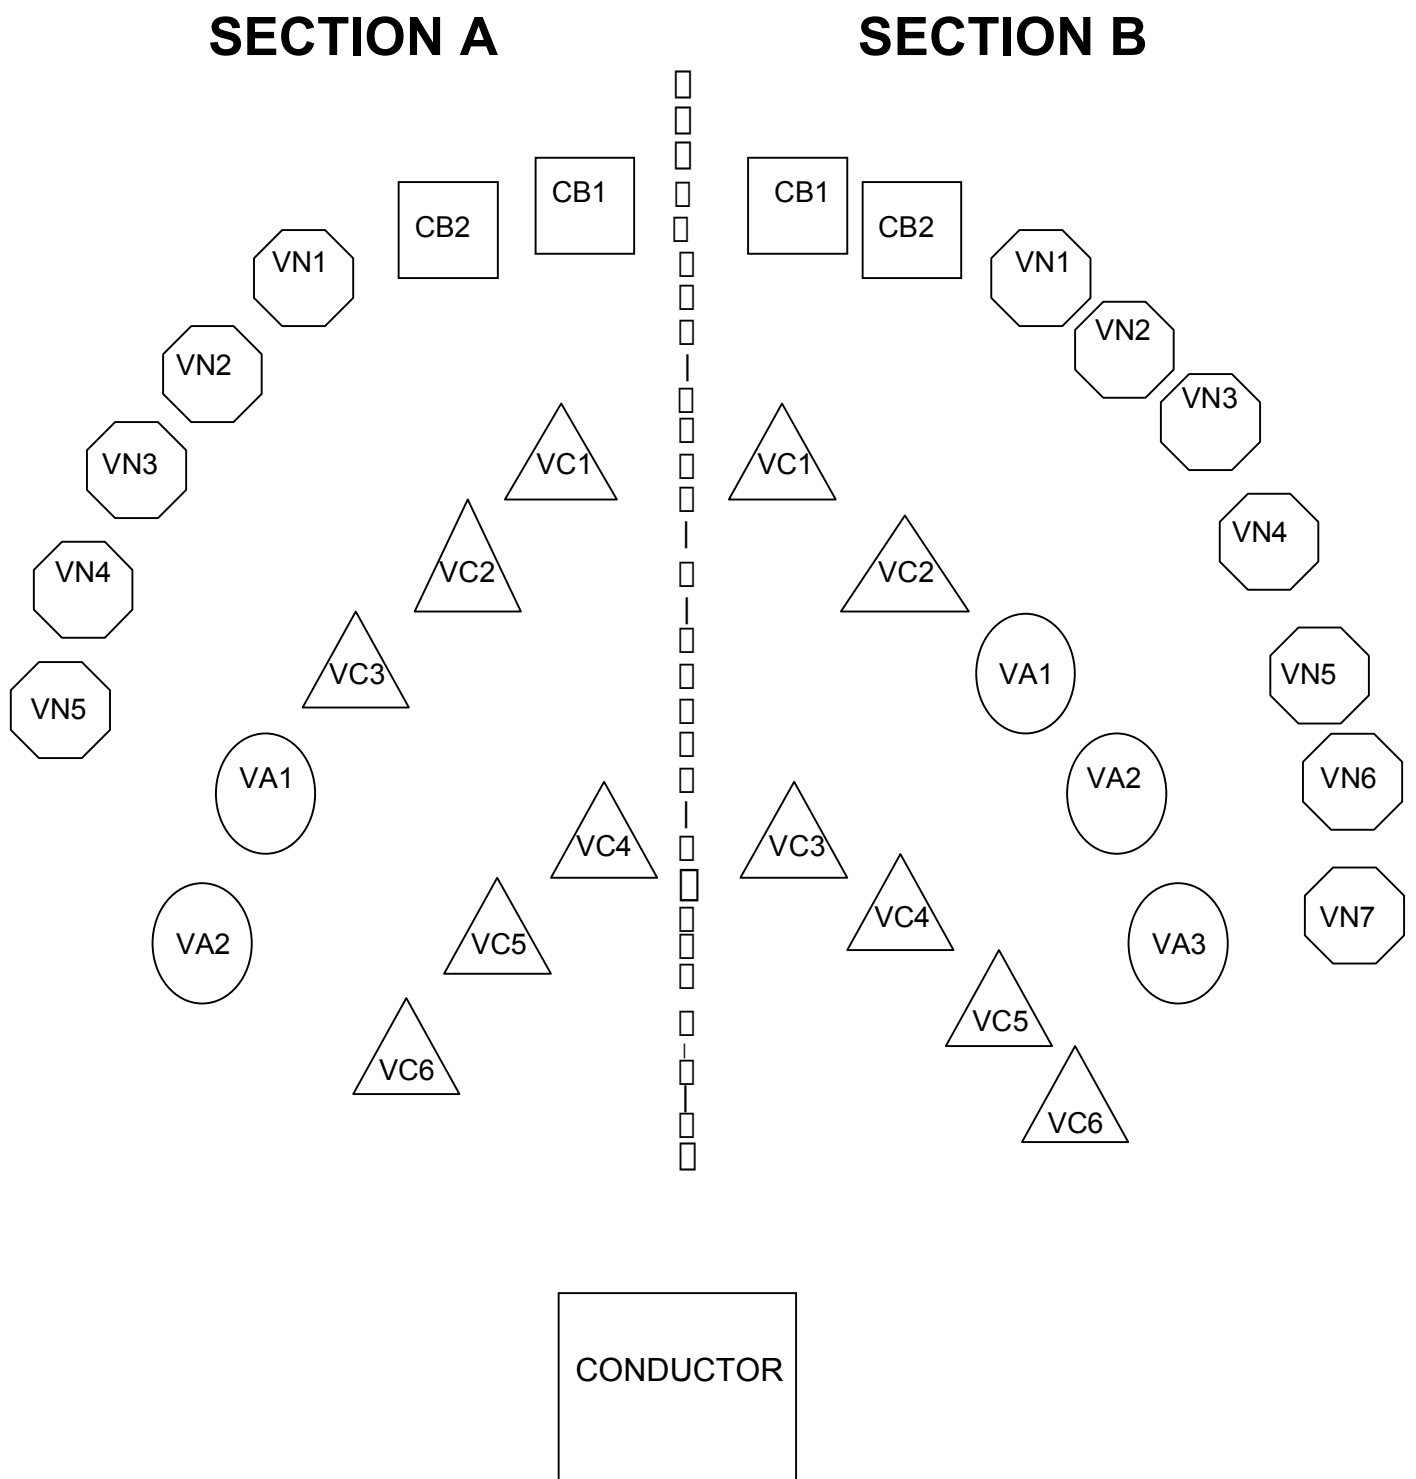 SECTION A
SECTION B
CB1
CB2
VN1
VN2
VN3
VN4
VN5
VC1
VC2
VC3
VA1
VA2
VC4
VC5
VC6
CB1
CB2
VN1
VN2
VN3
VN4
VN5
VN6
VN7
VC1
VC2
VA1
VA2
VA3
VC3
VC4
VC5
VC6
CONDUCTOR